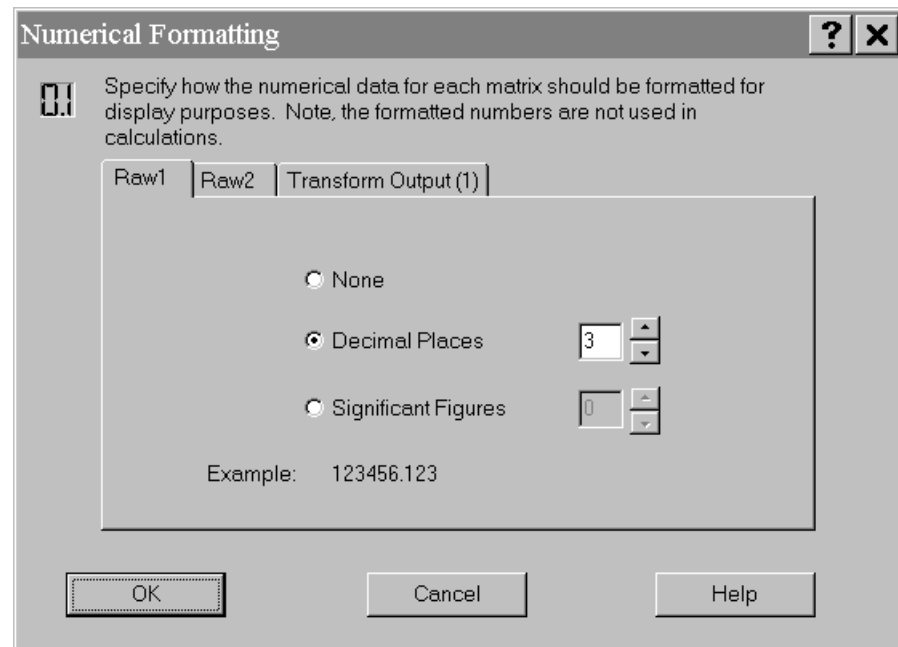 Numerical Formatting
?
0.1
Specify how the numerical data for each matrix should be formatted for
display purposes. Note, the formatted numbers are not used in
calculations.
Raw1 Raw2 Transform Output (1)
None
Decimal Places 3
Significant Figures 0
Example: 123456.123
OK Cancel Help